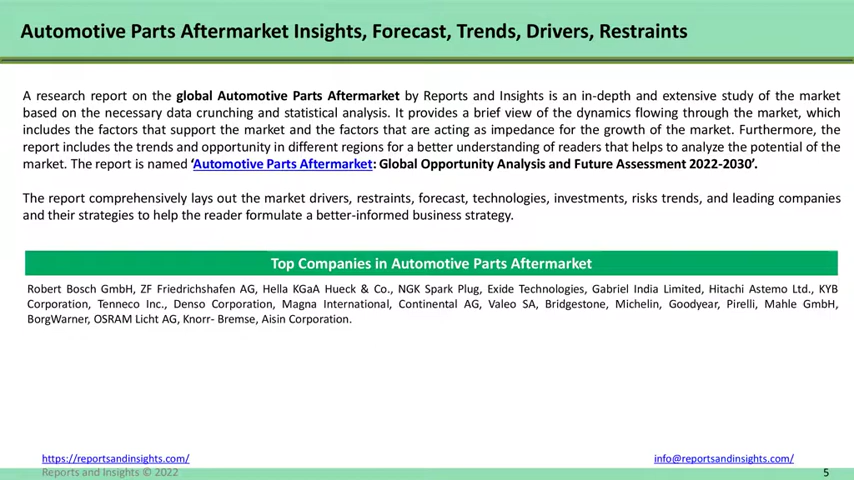 Automotive Parts Aftermarket Insights, Forecast, Trends, Drivers, Restraints
A research report on the global Automotive Parts Aftermarket by Reports and Insights is an in-depth and extensive study of the market
based on the necessary data crunching and statistical analysis. It provides a brief view of the dynamics flowing through the market, which
includes the factors that support the market and the factors that are acting as impedance for the growth of the market. Furthermore, the
report includes the trends and opportunity in different regions for a better understanding of readers that helps to analyze the potential of the
market. The report is named ‘Automotive Parts Aftermarket: Global Opportunity Analysis and Future Assessment 2022-2030’.
The report comprehensively lays out the market drivers, restraints, forecast, technologies, investments, risks trends, and leading companies
and their strategies to help the reader formulate a better-informed business strategy.
Top Companies in Automotive Parts Aftermarket
Robert Bosch GmbH, ZF Friedrichshafen AG, Hella KGaA Hueck & Co., NGK Spark Plug, Exide Technologies, Gabriel India Limited, Hitachi Astemo Ltd., KYB
Corporation, Tenneco Inc., Denso Corporation, Magna International, Continental AG, Valeo SA, Bridgestone, Michelin, Goodyear, Pirelli, Mahle GmbH,
BorgWarner, OSRAM Licht AG, Knorr- Bremse, Aisin Corporation.
https://reportsandinsights.com/ info@reportsandinsights.com/
Reports and Insights © 2022 5